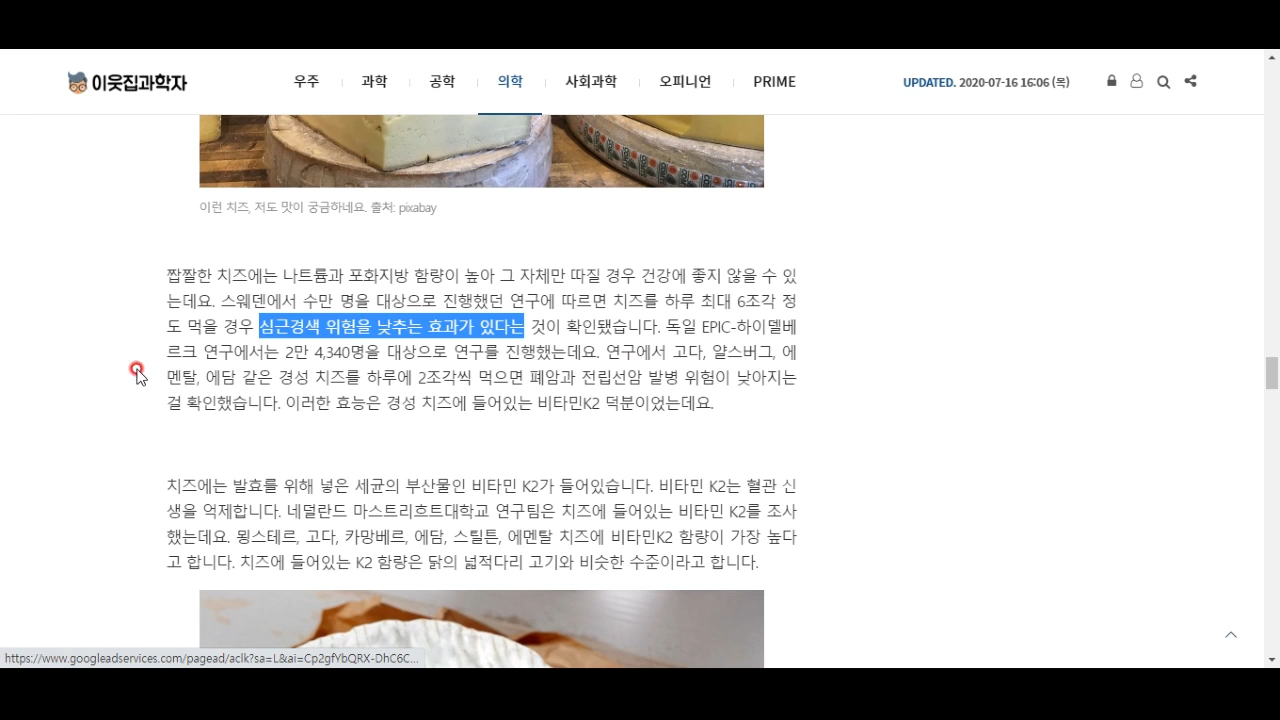 이웃집과학자
우주 과학 공학 의학 사회과학 오피니언 PRIME
UPDATED. 2020-07-16 16:06 (목)
이런 치즈, 저도 맛이 궁금하네요. 출처: pixabay
짭짤한 치즈에는 나트륨과 포화지방 함량이 높아 그 자체만 따질 경우 건강에 좋지 않을 수 있
는데요. 스웨덴에서 수만 명을 대상으로 진행했던 연구에 따르면 치즈를 하루 최대 6조각 정
도 먹을 경우 심근경색 위험을 낮추는 효과가 있다는 것이 확인됐습니다. 독일 EPIC-하이델베
르크 연구에서는 2만 4,340명을 대상으로 연구를 진행했는데요. 연구에서 고다, 얄스버그, 에
멘탈, 에담 같은 경성 치즈를 하루에 2조각씩 먹으면 폐암과 전립선암 발병 위험이 낮아지는
걸 확인했습니다. 이러한 효능은 경성 치즈에 들어있는 비타민K2 덕분이었는데요.
치즈에는 발효를 위해 넣은 세균의 부산물인 비타민 K2가 들어있습니다. 비타민 K2는 혈관 신
생을 억제합니다. 네덜란드 마스트리흐트대학교 연구팀은 치즈에 들어있는 비타민 K2를 조사
했는데요. 묑스테르, 고다, 카망베르, 에담, 스틸튼, 에멘탈 치즈에 비타민K2 함량이 가장 높다
고 합니다. 치즈에 들어있는 K2 함량은 닭의 넓적다리 고기와 비슷한 수준이라고 합니다.
https://www.googleadservices.com/pagead/aclk?sa=L&ai=Cp2gfYbQRX-DhC6C...